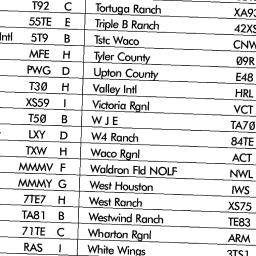 T92 C Tortuga Ranch XA93
55TE E Triple B Ranch 42XS
Intl 5T9 B Tstc Waco CNW
MFE H Tyler County 09R
PWG D Upton County E48
T30 H Valley Intl HRL
XS59 I Victoria Rgnl VCT
T50 B W J E TA70
LXY D W4 Ranch 84TE
TXW H Waco Rgnl ACT
MMMV F Waldron Fld NOLF NWL
MMMY G West Houston IWS
7TE7 H West Ranch XS75
TA81 B Westwind Ranch TE83
71TE C Wharton Rgnl ARM
RAS I White Wings 3TS1